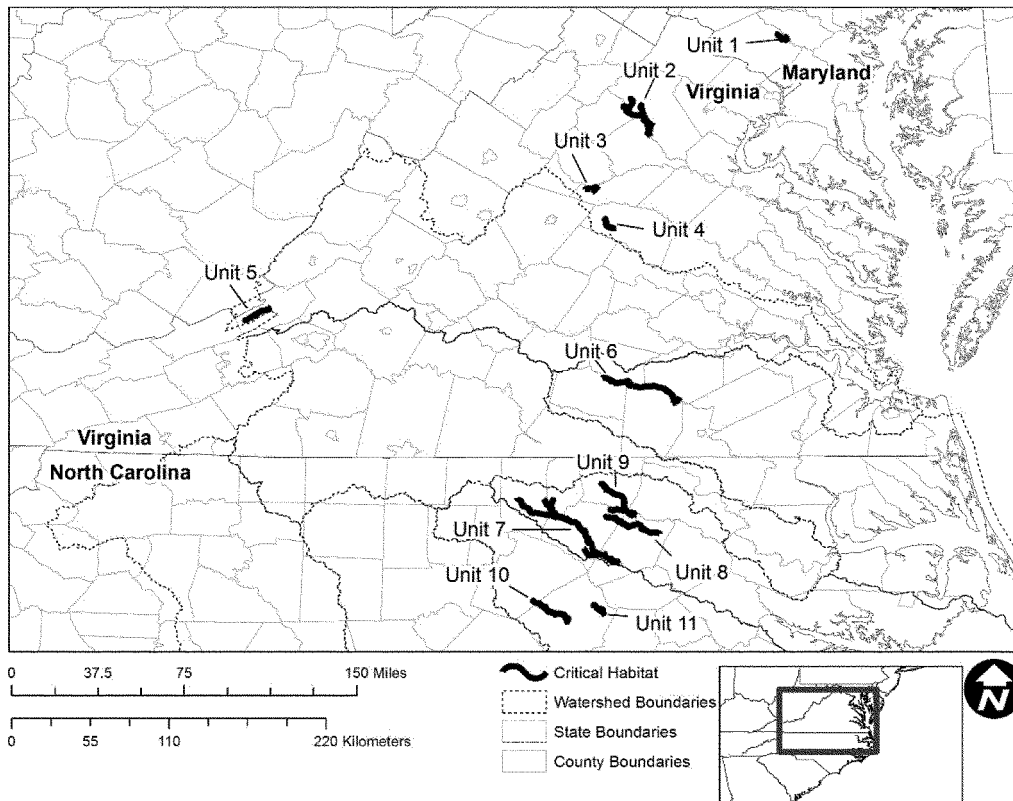 Unit 1
Maryland
Unit 2
Virginia
Unit 3
Unit 4
Unit 5
Unit 6
Virginia
North Carolina
Unit 9
Unit 7
Unit 8
Unit 10
Unit 11
0 37.5 75 150 Miles
0 55 110 220 Kilometers
Critical Habitat
Watershed Boundaries
State Boundaries
County Boundaries
N